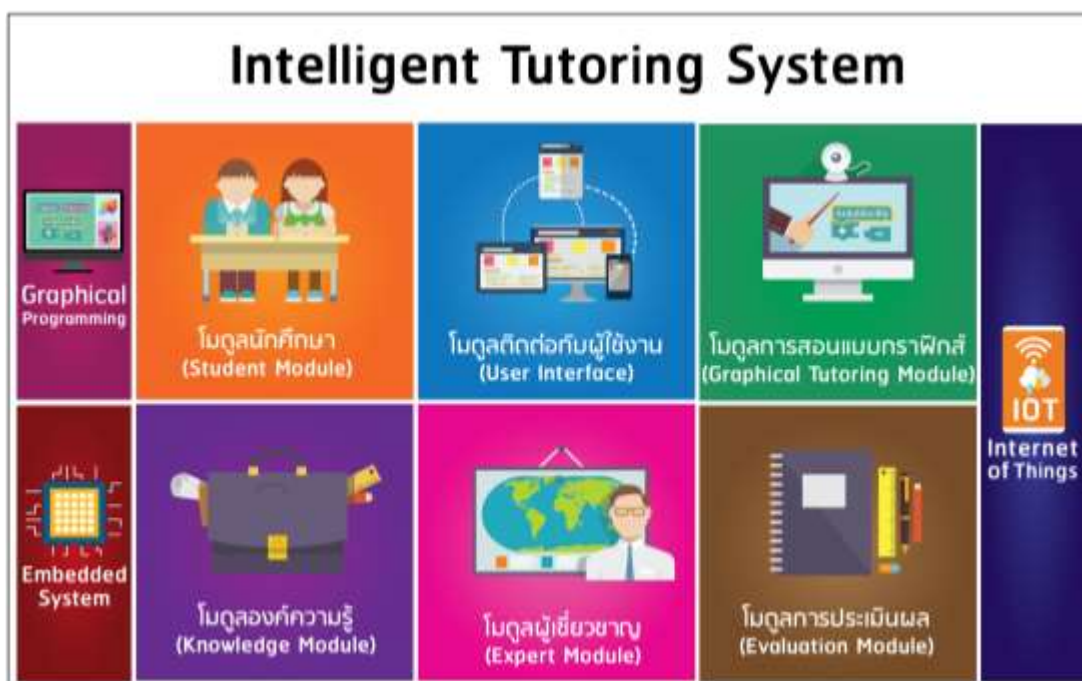 Intelligent Tutoring System
Graphical
Programming
โมดูลนักศึกษา
(Student Module)
โมดูลติดต่อกับผู้ใช้งาน
(User Interface)
โมดูลการสอนแบบกราฟิกส์
(Graphical Tutoring Module)
IOT
Internet
of Things
Embedded
System
โมดูลองค์ความรู้
(Knowledge Module)
โมดูลผู้เชี่ยวชาญ
(Expert Module)
โมดูลการประเมินผล
(Evaluation Module)